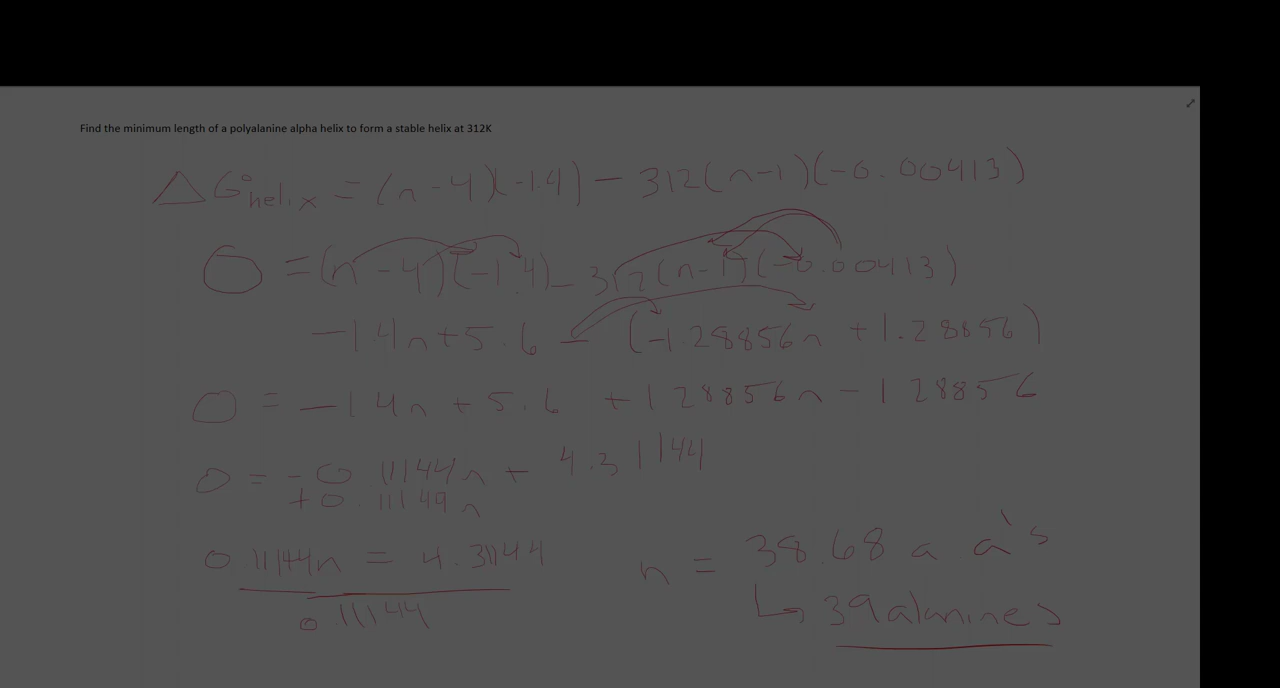 Find the minimum length of a polyalanine alpha helix to form a stable helix at 312K
ΔG°helix = (n - 4)(-1.4) - 312(n-1)(-0.00413)
0 = (n - 4)(-1.4) - 312(n-1)(-0.00413)
-1.4n + 5.6 - (-1.28856n + 1.28856)
0 = -1.4n + 5.6 + 1.28856n - 1.28856
0 = -0.11144n + 4.31144
+0.11144n
0.11144n = 4.31144
0.11144
n = 38.68 a a's
↳ 39 alanines